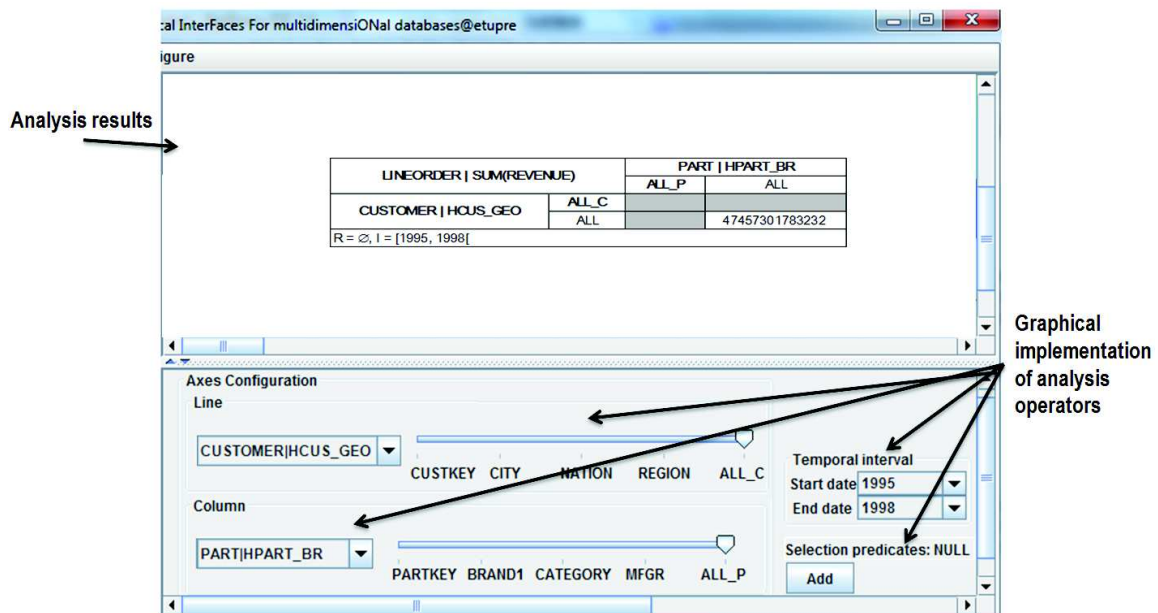 cal InterFaces For multidimensiONal databases@etupre
igure
Analysis results
LINEORDER | SUM(REVENUE)
PART | HPART_BR
ALL_P
ALL
CUSTOMER | HCUS_GEO
ALL_C
ALL
47457301783232
R = ∅, I = [1995, 1998[
Graphical
implementation
of analysis
operators
Axes Configuration
Line
CUSTOMER|HCUS_GEO
CUSTKEY CITY NATION REGION ALL_C
Column
PART|HPART_BR
PARTKEY BRAND1 CATEGORY MFGR ALL_P
Temporal interval
Start date 1995
End date 1998
Selection predicates: NULL
Add